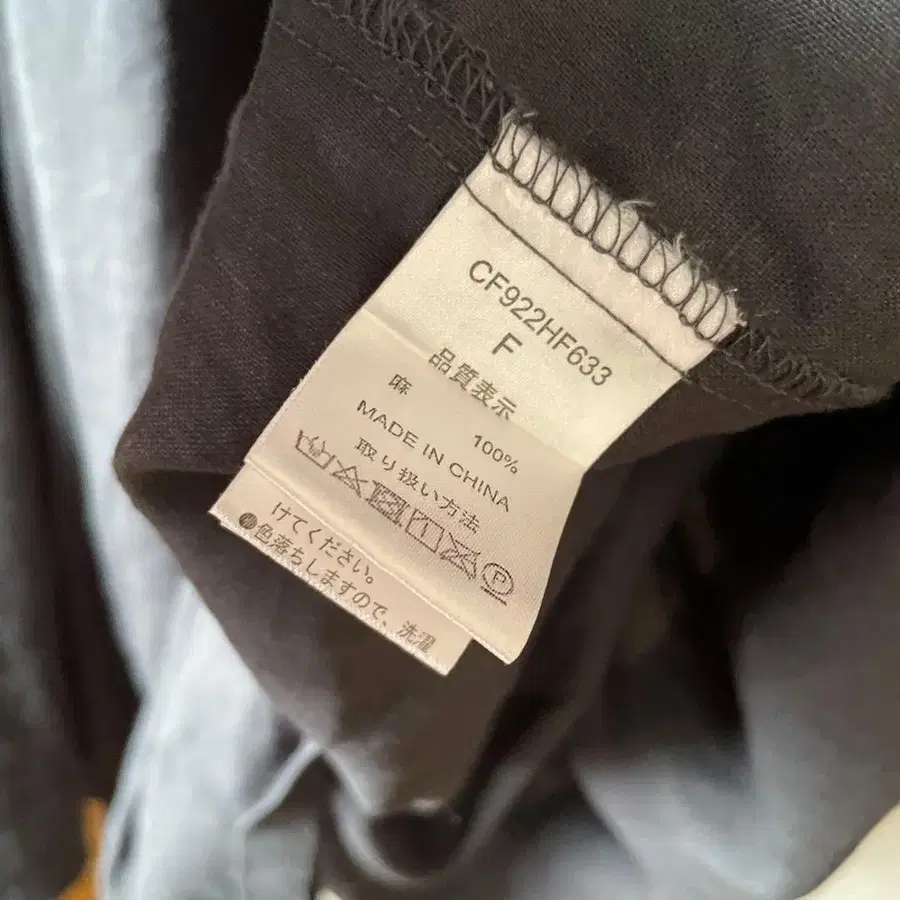 CF922HF633
F
品質表示
麻 100%
MADE IN CHINA
取り扱い方法
P
けてください。
●色落ちしますので、洗濯